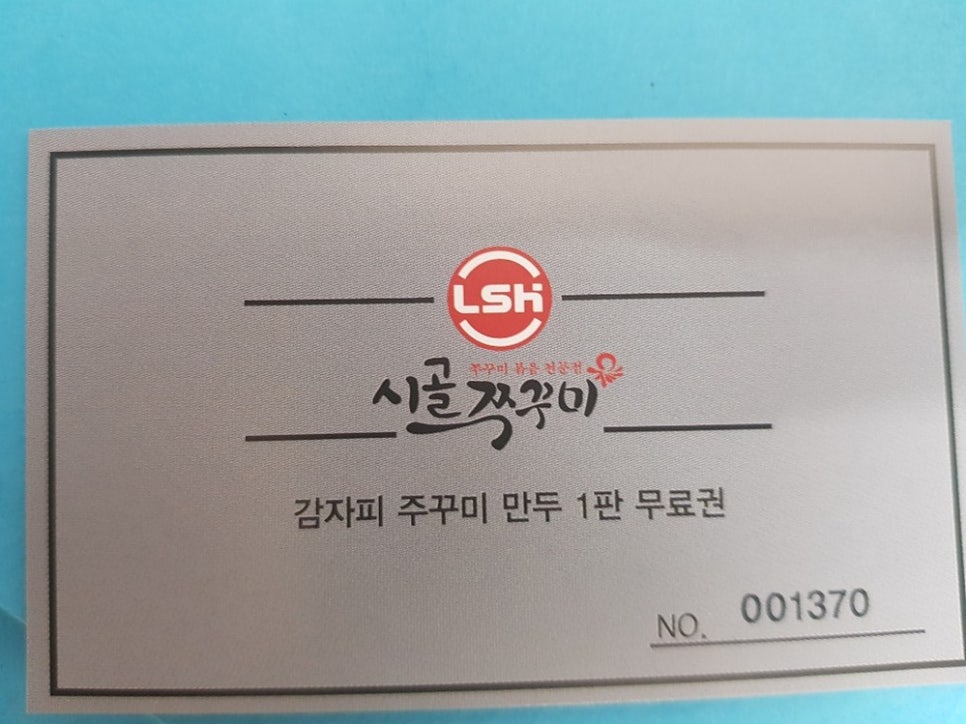 LSH
쭈꾸미 볶음 전문점
시골쭈꾸미
감자피 주꾸미 만두 1판 무료권
NO. 001370